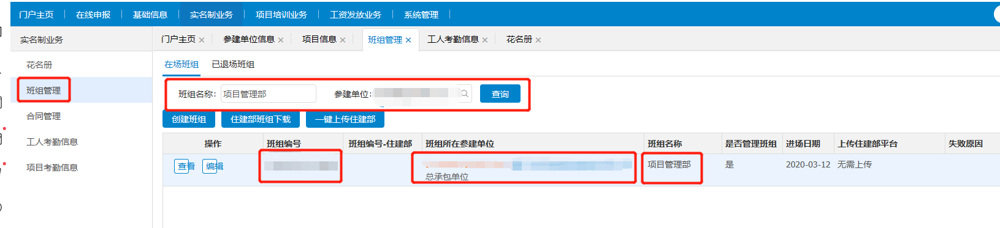 门户主页 在线申报 基础信息 实名制业务 项目培训业务 工资发放业务 系统管理
实名制业务
门户主页 × 参建单位信息 × 项目信息 × 班组管理 × 工人考勤信息 × 花名册 ×
花名册
班组管理
合同管理
工人考勤信息
项目考勤信息
在场班组 已退场班组
班组名称: 项目管理部 参建单位: 查询
创建班组 住建部班组下载 一键上传住建部
操作 班组编号 班组编号-住建部 班组所在参建单位 班组名称 是否管理班组 进场日期 上传住建部平台 失败原因
查看 编辑 项目管理部 是 2020-03-12 无需上传
总承包单位